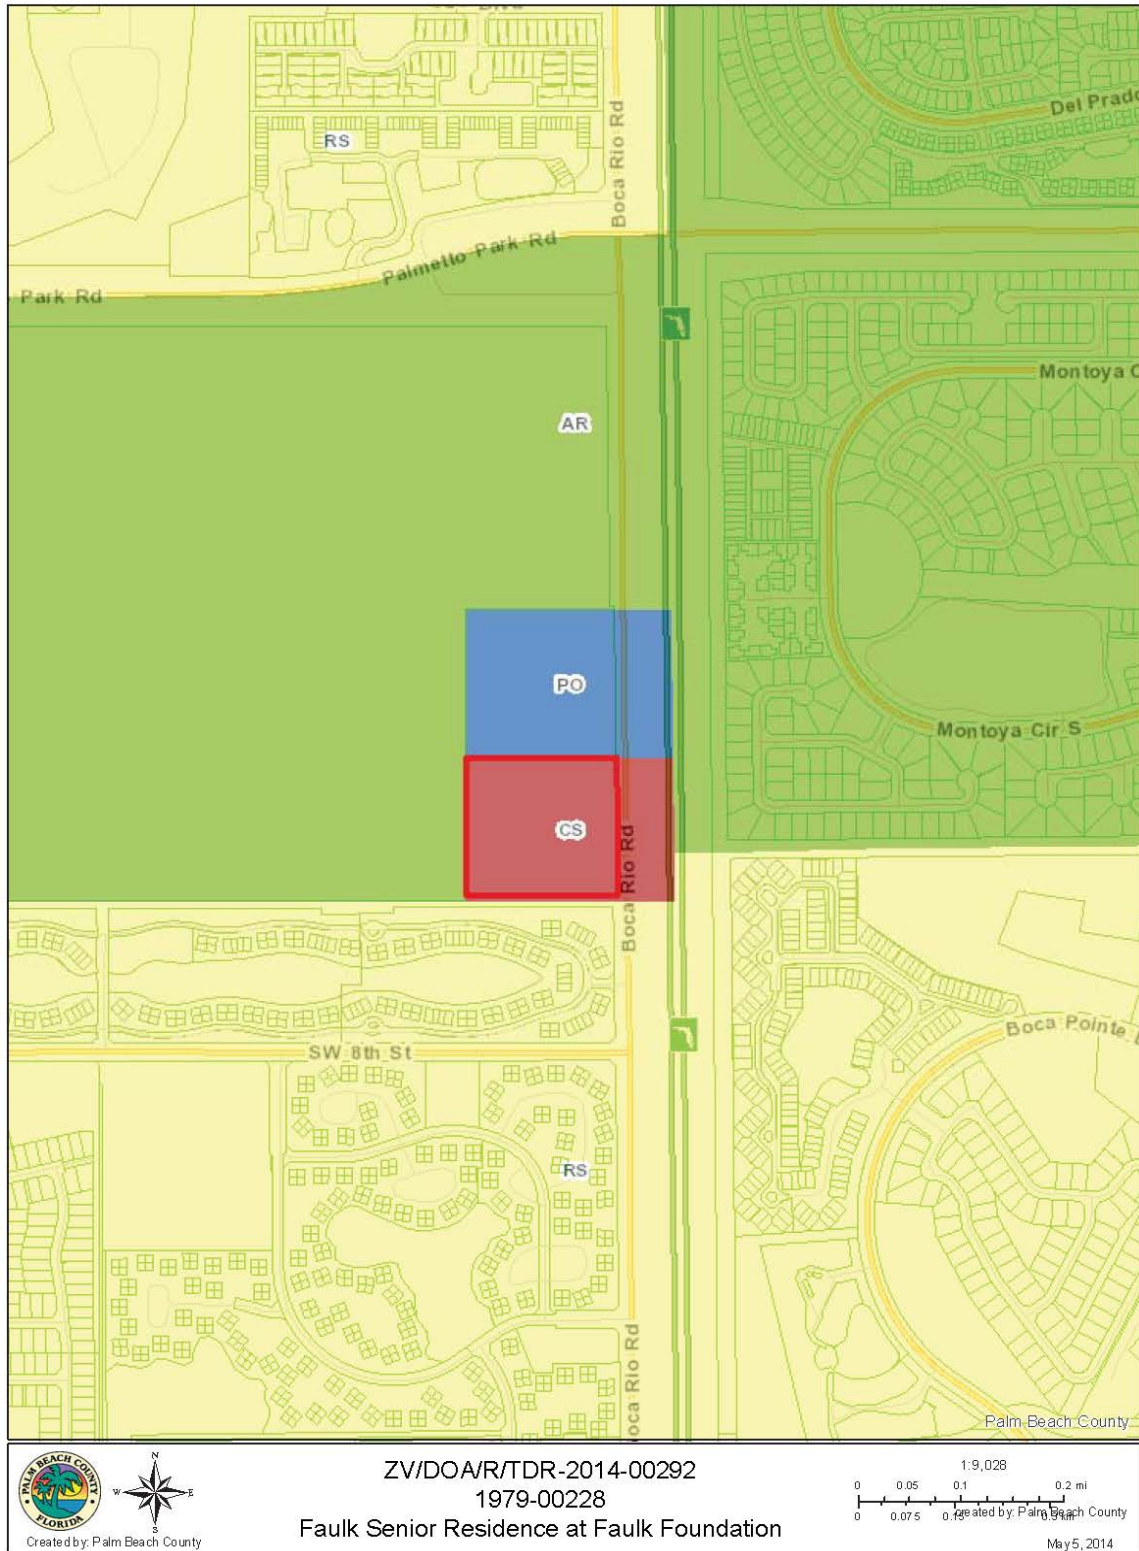 Del Prado
RS
Boca Rio Rd
Palmetto Park Rd
Park Rd
AR
Montoya C
PO
Montoya Cir S
CS
Boca Rio Rd
Boca Pointe
SW 8th St
RS
Boca Rio Rd
Palm Beach County
PALM BEACH COUNTY
FLORIDA
N
W
E
S
Created by: Palm Beach County
ZV/DOA/R/TDR-2014-00292
1979-00228
Faulk Senior Residence at Faulk Foundation
1:9,028
0 0.05 0.1 0.2 mi
0 0.075 0.15
created by: Palm Beach County
May 5, 2014